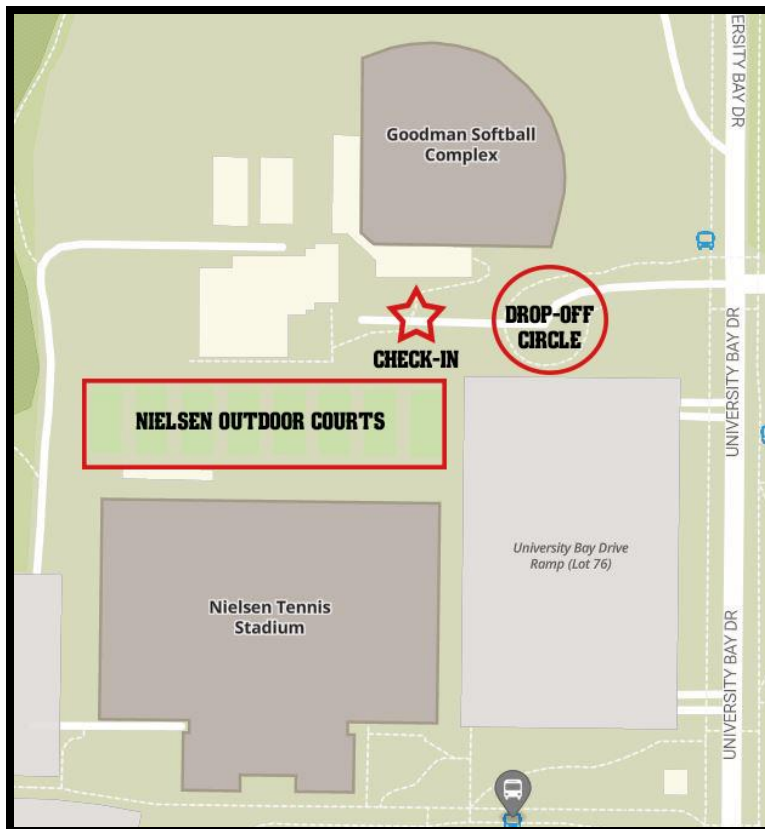 ERSITY BAY DR
Goodman Softball
Complex
DROP-OFF
CIRCLE
CHECK-IN
UNIVERSITY BAY DR
NIELSEN OUTDOOR COURTS
University Bay Drive
Ramp (Lot 76)
Nielsen Tennis
Stadium
UNIVERSITY BAY DR